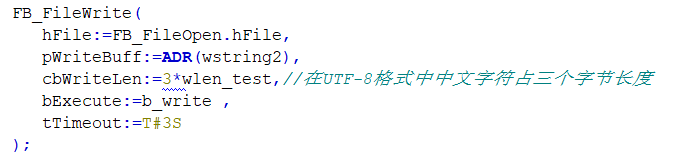 FB_FileWrite(
hFile:=FB_FileOpen.hFile,
pWriteBuff:=ADR(wstring2),
cbWriteLen:=3*wlen_test,//在UTF-8格式中中文字符占三个字节长度
bExecute:=b_write ,
tTimeout:=T#3S
);